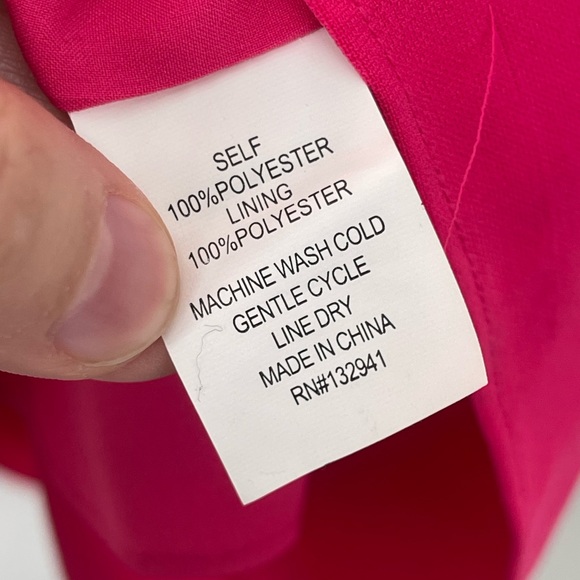 SELF
100%POLYESTER
LINING
100%POLYESTER
MACHINE WASH COLD
GENTLE CYCLE
LINE DRY
MADE IN CHINA
RN#132941